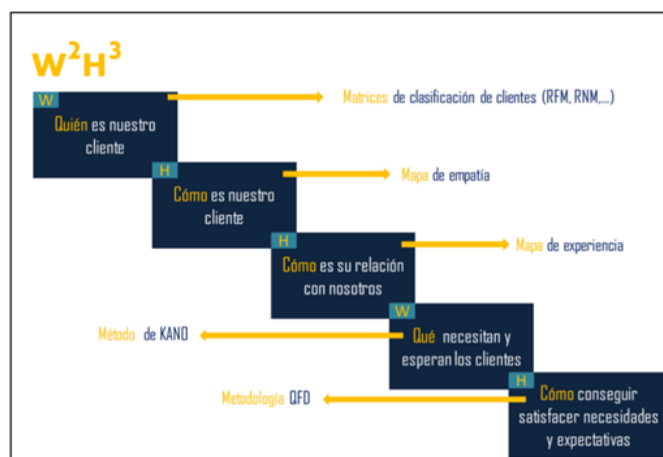 W²H³
W
Matrices de clasificación de clientes (RFM, RNM,...)
Quién es nuestro
cliente
H
Mapa de empatía
Cómo es nuestro
cliente
H
Mapa de experiencia
Cómo es su relación
con nosotros
W
Método de KANO
Qué necesitan y
esperan los clientes
H
Metodología QFD
Cómo conseguir
satisfacer necesidades
y expectativas